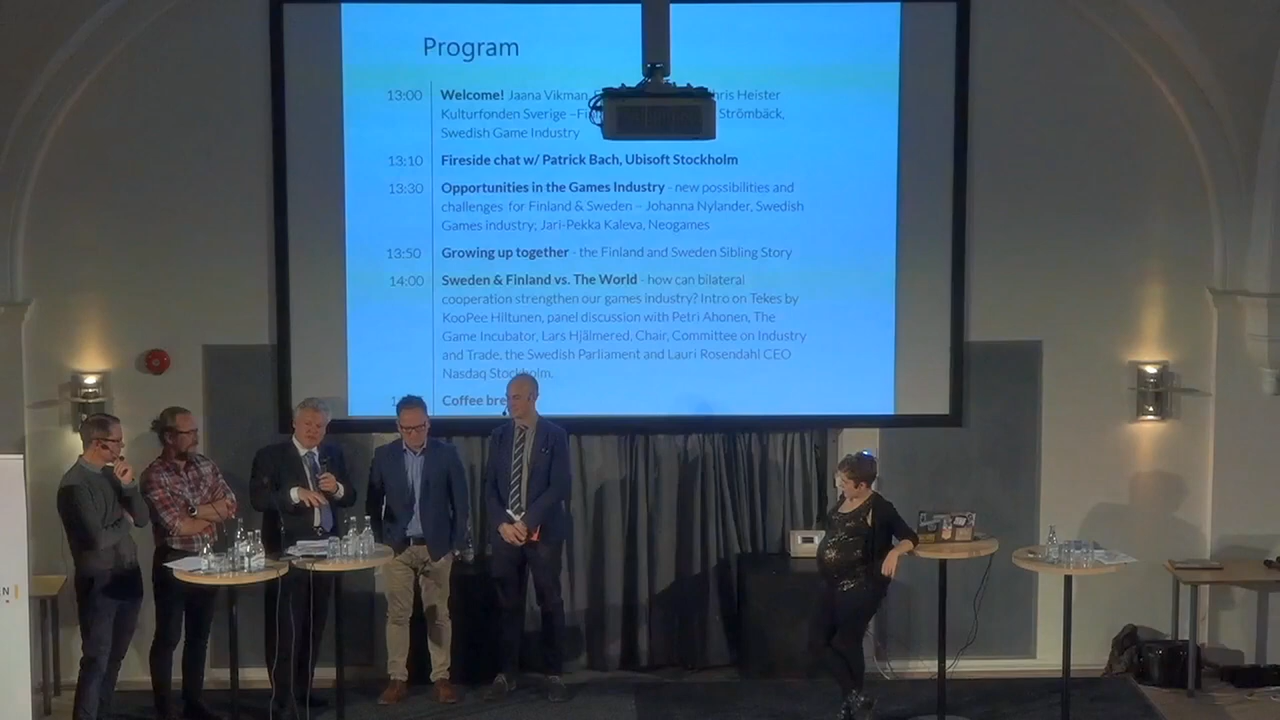 Program
13:00 Welcome! Jaana Vikman, hris Heister
Kulturfonden Sverige –Fin Strömbäck,
Swedish Game Industry
13:10 Fireside chat w/ Patrick Bach, Ubisoft Stockholm
13:30 Opportunities in the Games Industry - new possibilities and
challenges for Finland & Sweden – Johanna Nylander, Swedish
Games industry; Jari-Pekka Kaleva, Neogames
13:50 Growing up together - the Finland and Sweden Sibling Story
14:00 Sweden & Finland vs. The World - how can bilateral
cooperation strengthen our games industry? Intro on Tekes by
KooPee Hiltunen, panel discussion with Petri Ahonen, The
Game Incubator, Lars Hjälmered, Chair, Committee on Industry
and Trade, the Swedish Parliament and Lauri Rosendahl CEO
Nasdaq Stockholm.
Coffee bre